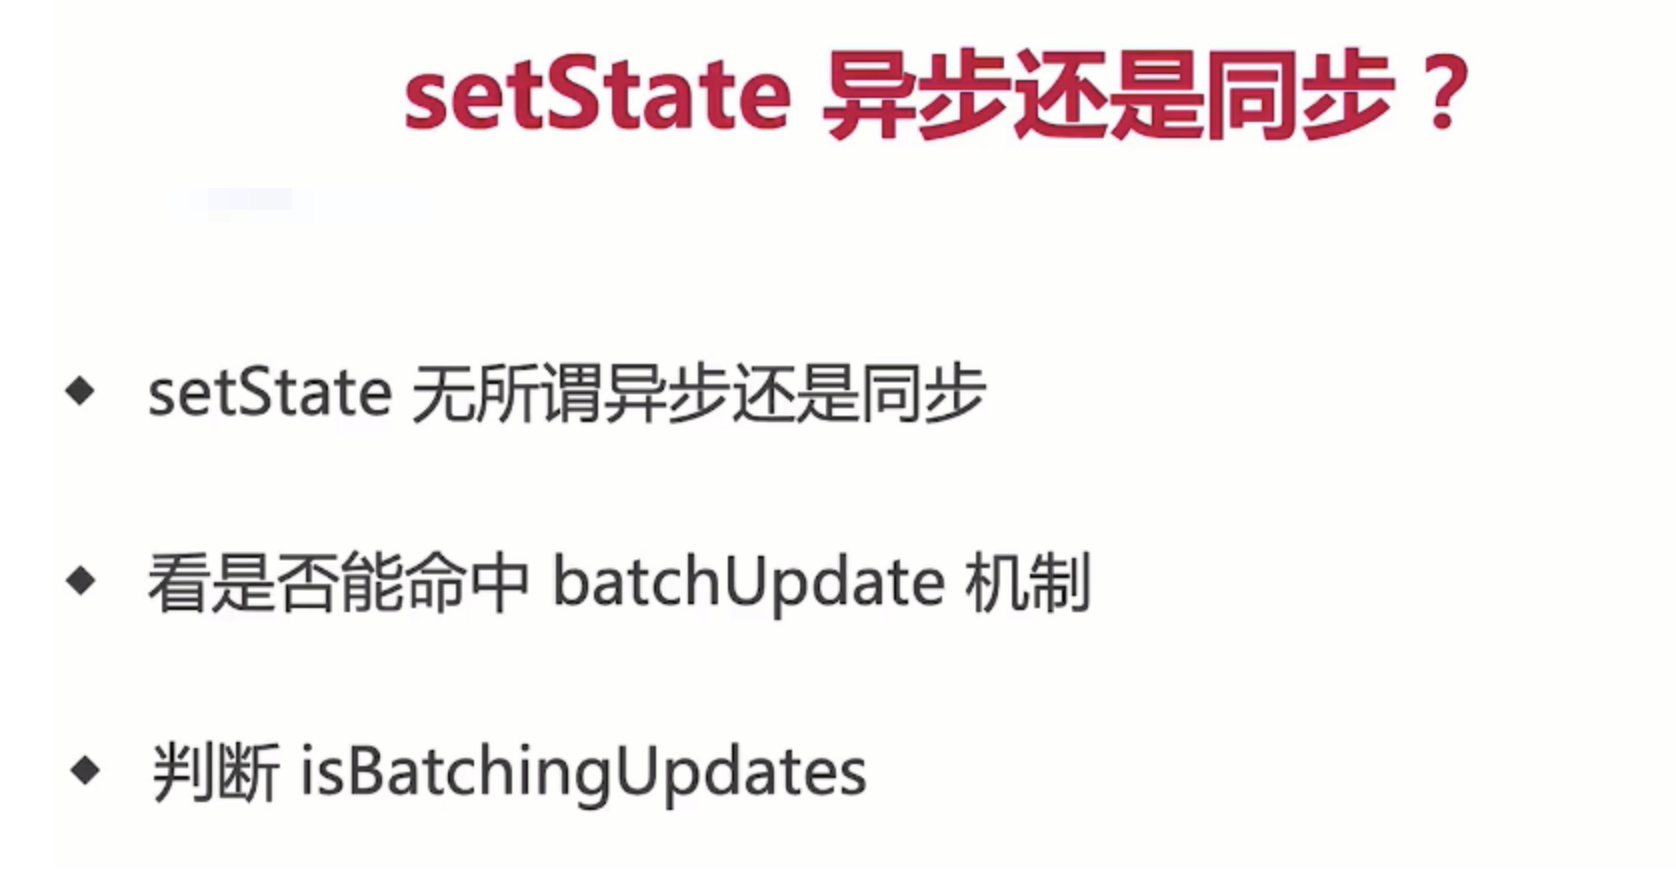 setState 异步还是同步？
◆ setState 无所谓异步还是同步
◆ 看是否能命中 batchUpdate 机制
◆ 判断 isBatchingUpdates